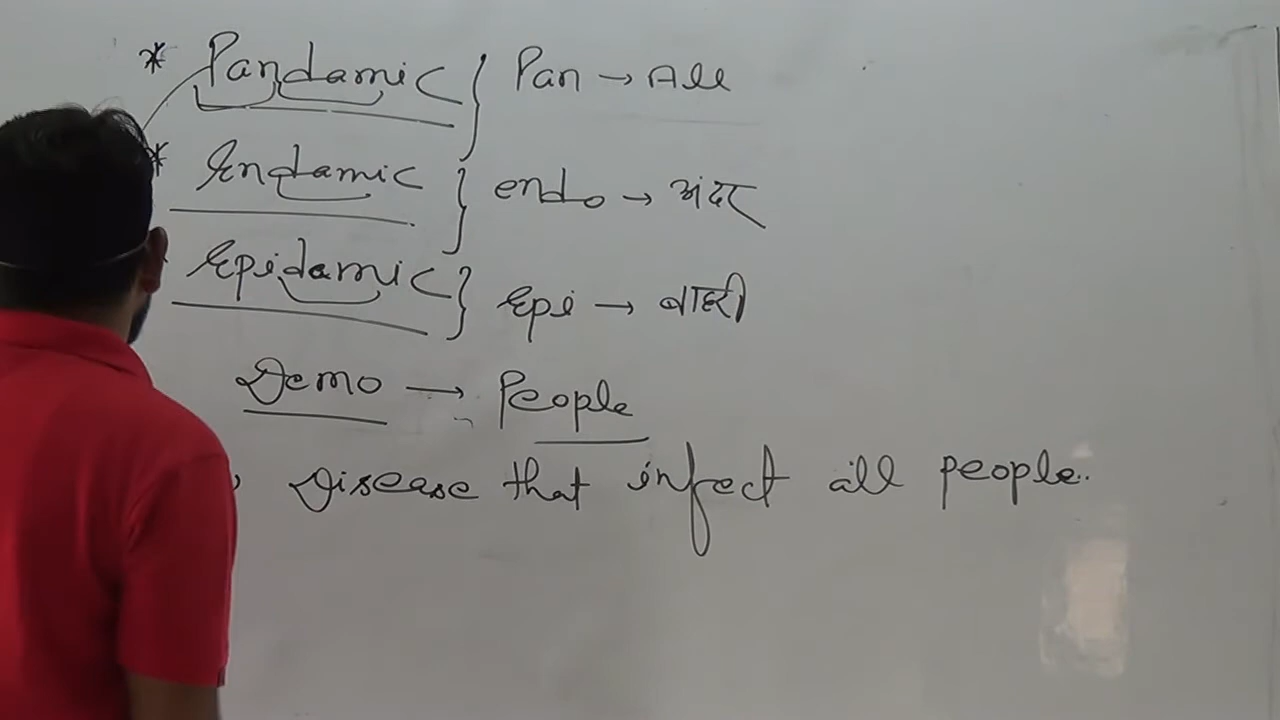 * Pandamic } Pan → All
* Endamic } endo → अंदर
Epidamic } Epi → बाहरी
Demo → People
Disease that infect all people.